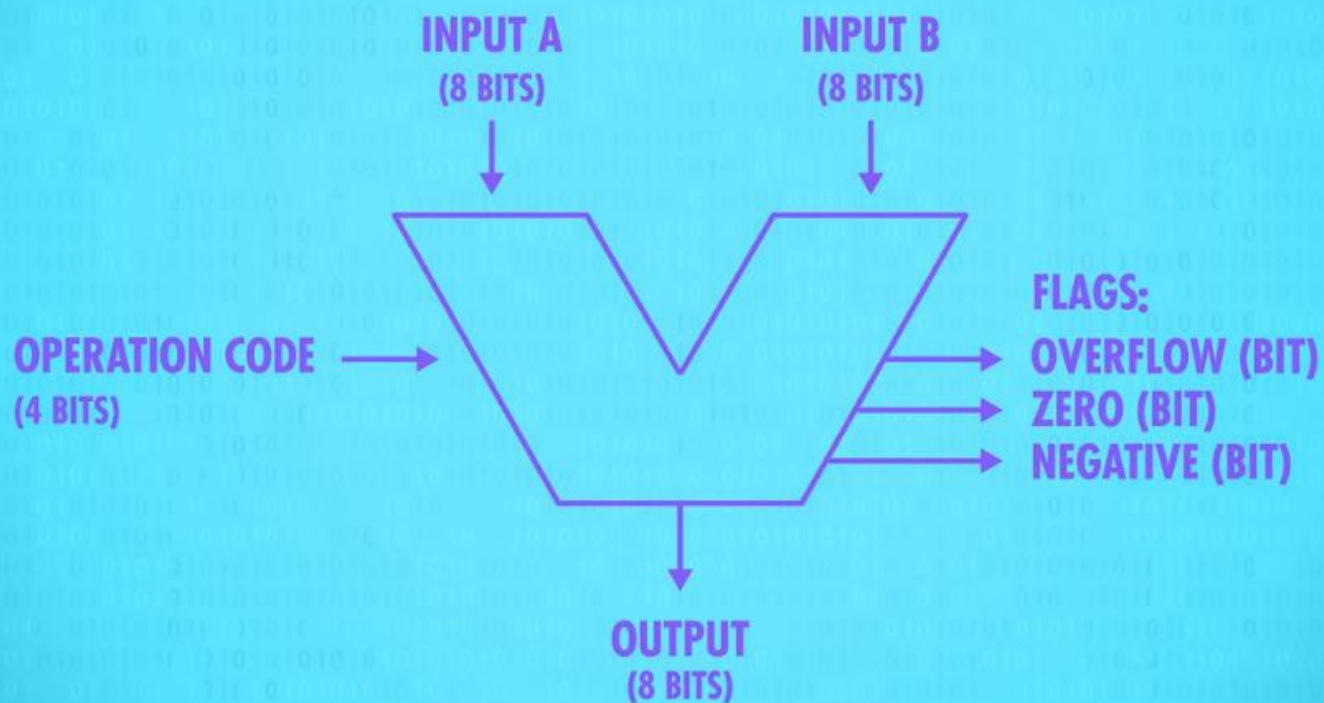 INPUT A
(8 BITS)
INPUT B
(8 BITS)
OPERATION CODE
(4 BITS)
FLAGS:
OVERFLOW (BIT)
ZERO (BIT)
NEGATIVE (BIT)
OUTPUT
(8 BITS)